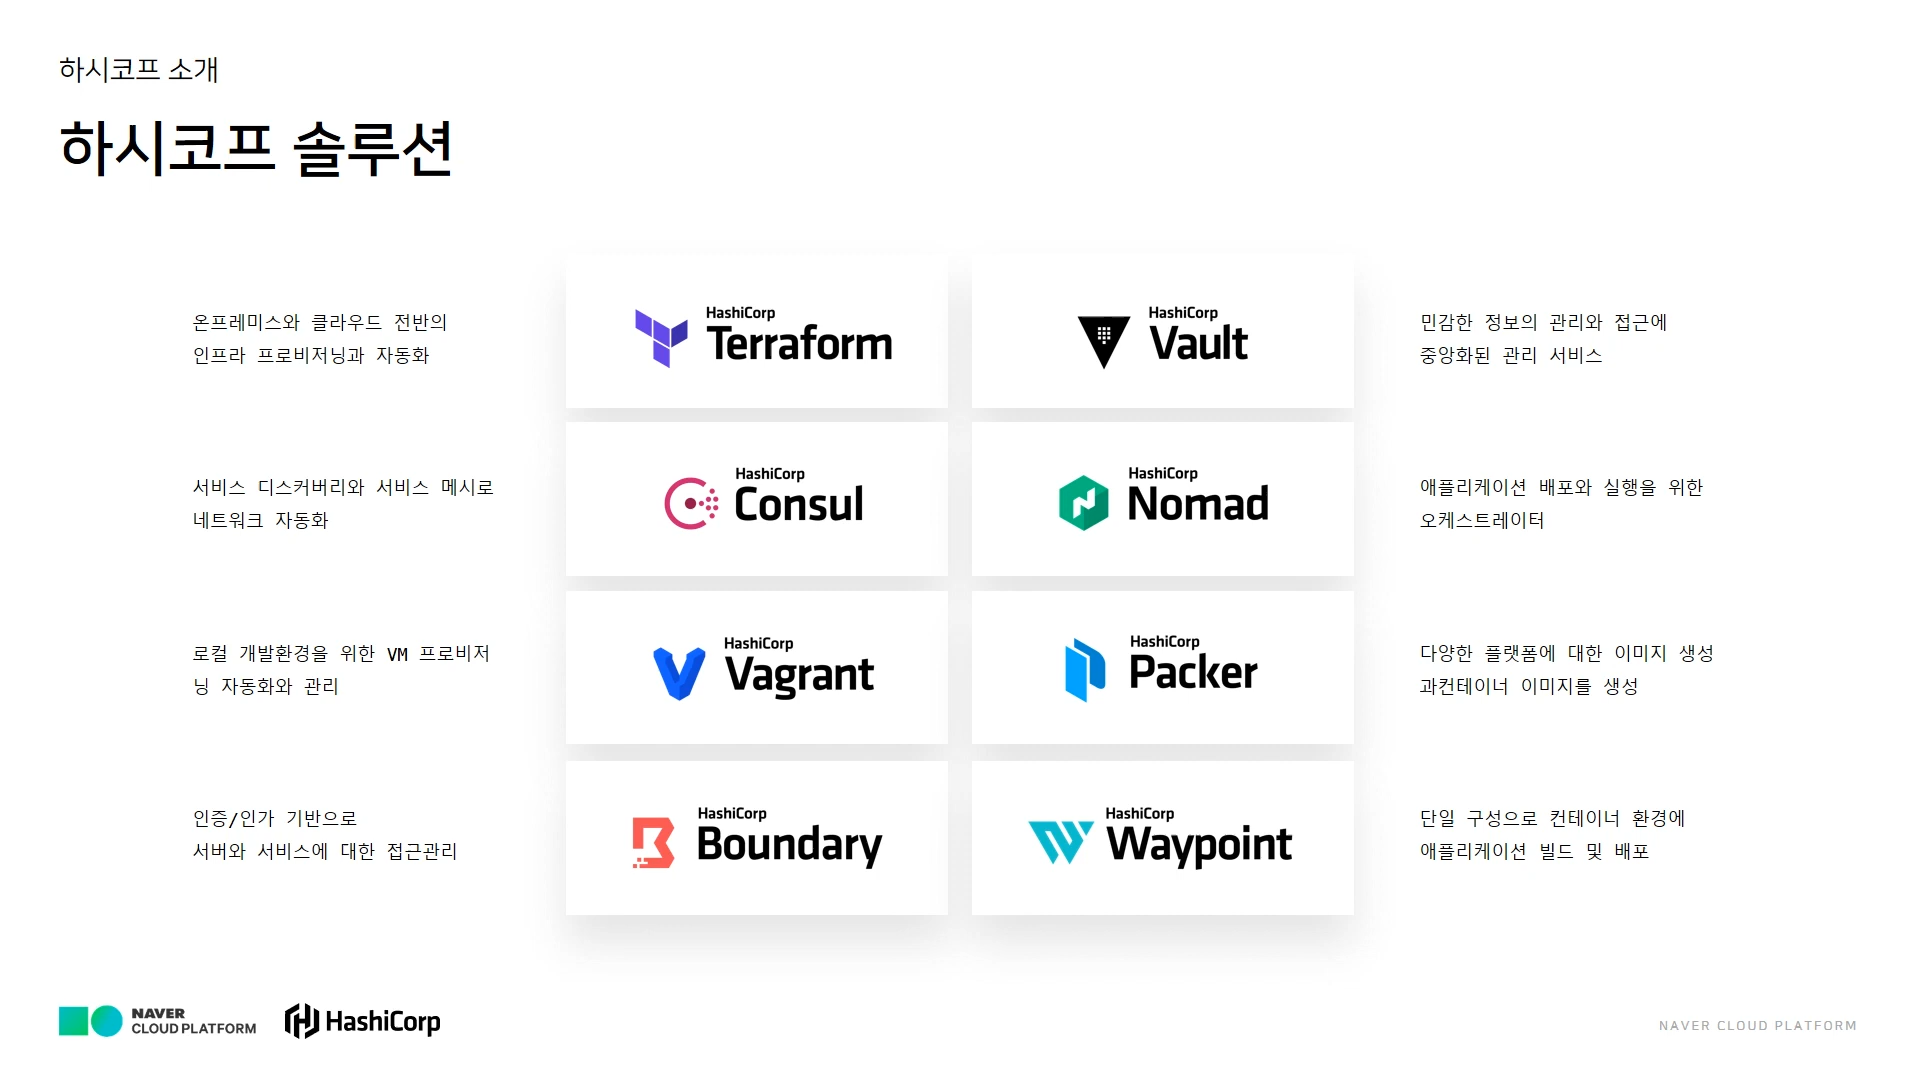 하시코프 소개
하시코프 솔루션
온프레미스와 클라우드 전반의
인프라 프로비저닝과 자동화
HashiCorp
Terraform
HashiCorp
Vault
민감한 정보의 관리와 접근에
중앙화된 관리 서비스
서비스 디스커버리와 서비스 메시로
네트워크 자동화
HashiCorp
Consul
HashiCorp
Nomad
애플리케이션 배포와 실행을 위한
오케스트레이터
로컬 개발환경을 위한 VM 프로비저
닝 자동화와 관리
HashiCorp
Vagrant
HashiCorp
Packer
다양한 플랫폼에 대한 이미지 생성
과컨테이너 이미지를 생성
인증/인가 기반으로
서버와 서비스에 대한 접근관리
HashiCorp
Boundary
HashiCorp
Waypoint
단일 구성으로 컨테이너 환경에
애플리케이션 빌드 및 배포
NAVER
CLOUD PLATFORM
HashiCorp
NAVER CLOUD PLATFORM